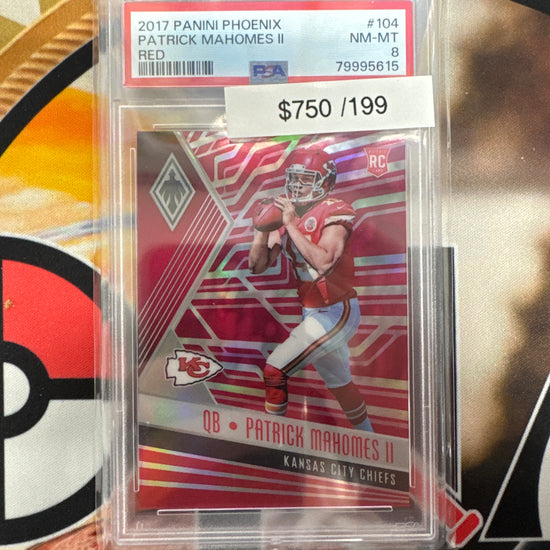 2017 PANINI PHOENIX #104
PATRICK MAHOMES II NM-MT
RED 8
PSA 79995615
$750 /199
RC
KC
QB • PATRICK MAHOMES II
KANSAS CITY CHIEFS